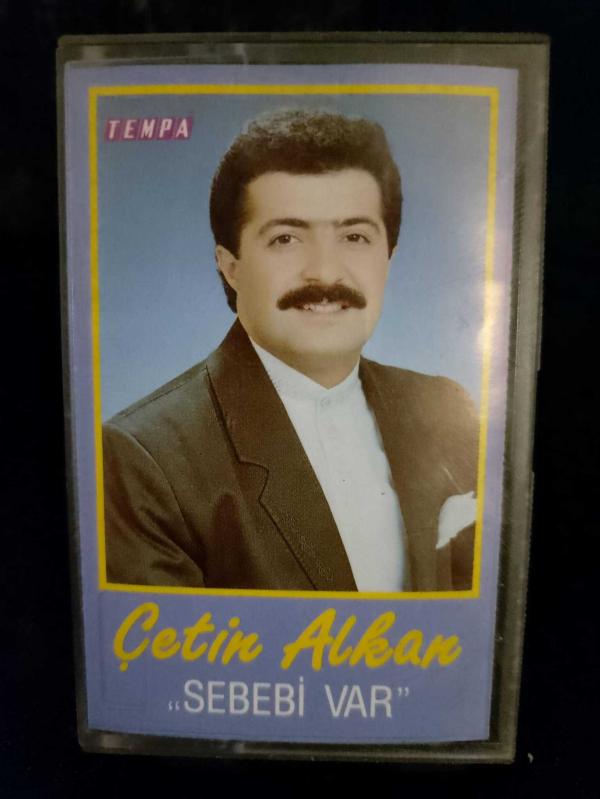 TEMPA
Çetin Alkan
„SEBEBİ VAR”